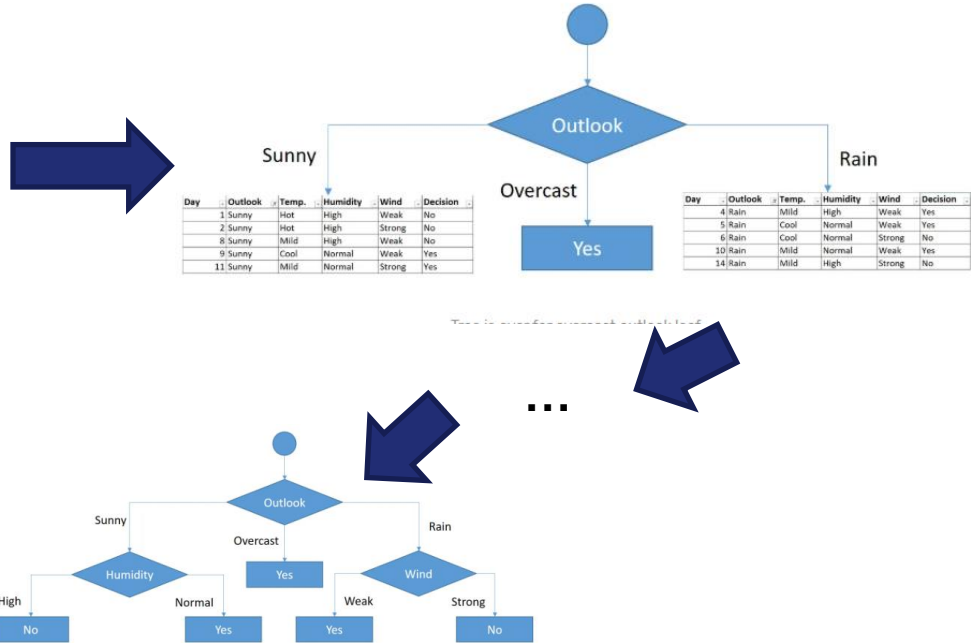 Outlook
Sunny
Rain
Overcast
Yes
Day Outlook Temp. Humidity Wind Decision
1 Sunny Hot High Weak No
2 Sunny Hot High Strong No
8 Sunny Mild High Weak No
9 Sunny Cool Normal Weak Yes
11 Sunny Mild Normal Strong Yes
Day Outlook Temp. Humidity Wind Decision
4 Rain Mild High Weak Yes
5 Rain Cool Normal Weak Yes
6 Rain Cool Normal Strong No
10 Rain Mild Normal Weak Yes
14 Rain Mild High Strong No
...
Outlook
Sunny
Rain
Overcast
Humidity
Yes
Wind
High
Normal
Weak
Strong
No
Yes
Yes
No